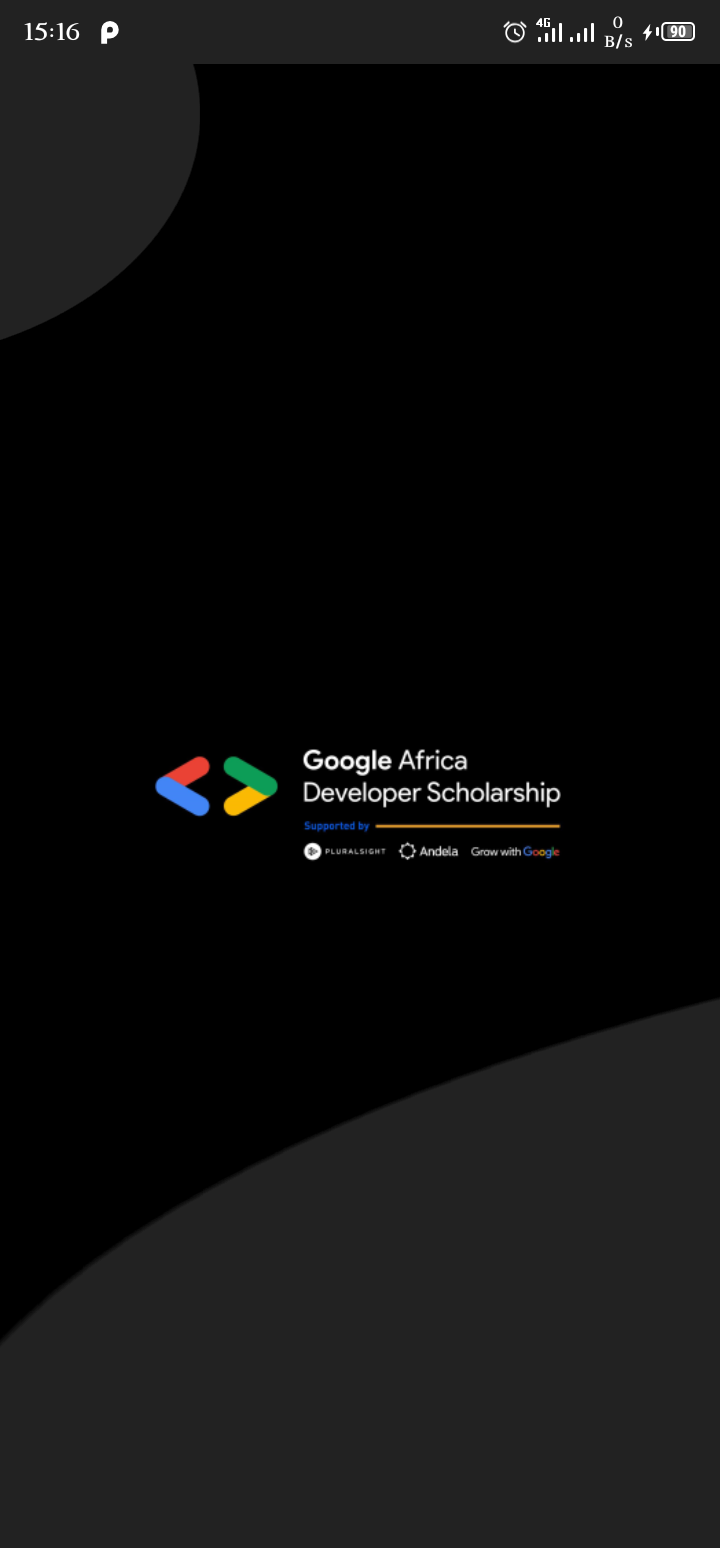 15:16
4G
0
B/s
90
Google Africa
Developer Scholarship
Supported by
PLURALSIGHT Andela Grow with Google